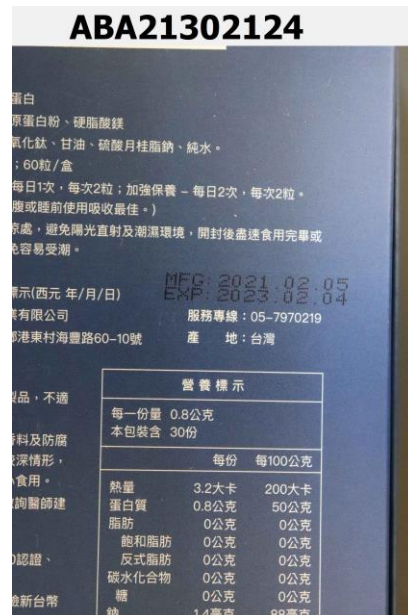 ABA21302124
蛋白
原蛋白粉、硬脂酸鎂
氧化鈦、甘油、硫酸月桂脂鈉、純水。
；60粒/盒
每日1次，每次2粒；加強保養－每日2次，每次2粒。
腹或睡前使用吸收最佳。）
涼處，避免陽光直射及潮濕環境，開封後盡速食用完畢或
免容易受潮。
MFG: 2021.02.05
標示(西元 年/月/日) EXP: 2023.02.04
業有限公司 服務專線：05-7970219
港東村海豐路60-10號 產 地：台灣
營養標示
製品，不適
每一份量 0.8公克
本包裝含 30份
香料及防腐
深情形， 每份 每100公克
食用。
熱量 3.2大卡 200大卡
詢醫師建
蛋白質 0.8公克 50公克
脂肪 0公克 0公克
飽和脂肪 0公克 0公克
認證、 反式脂肪 0公克 0公克
碳水化合物 0公克 0公克
糖 0公克 0公克
險新台幣
鈉 1.4毫克 88毫克